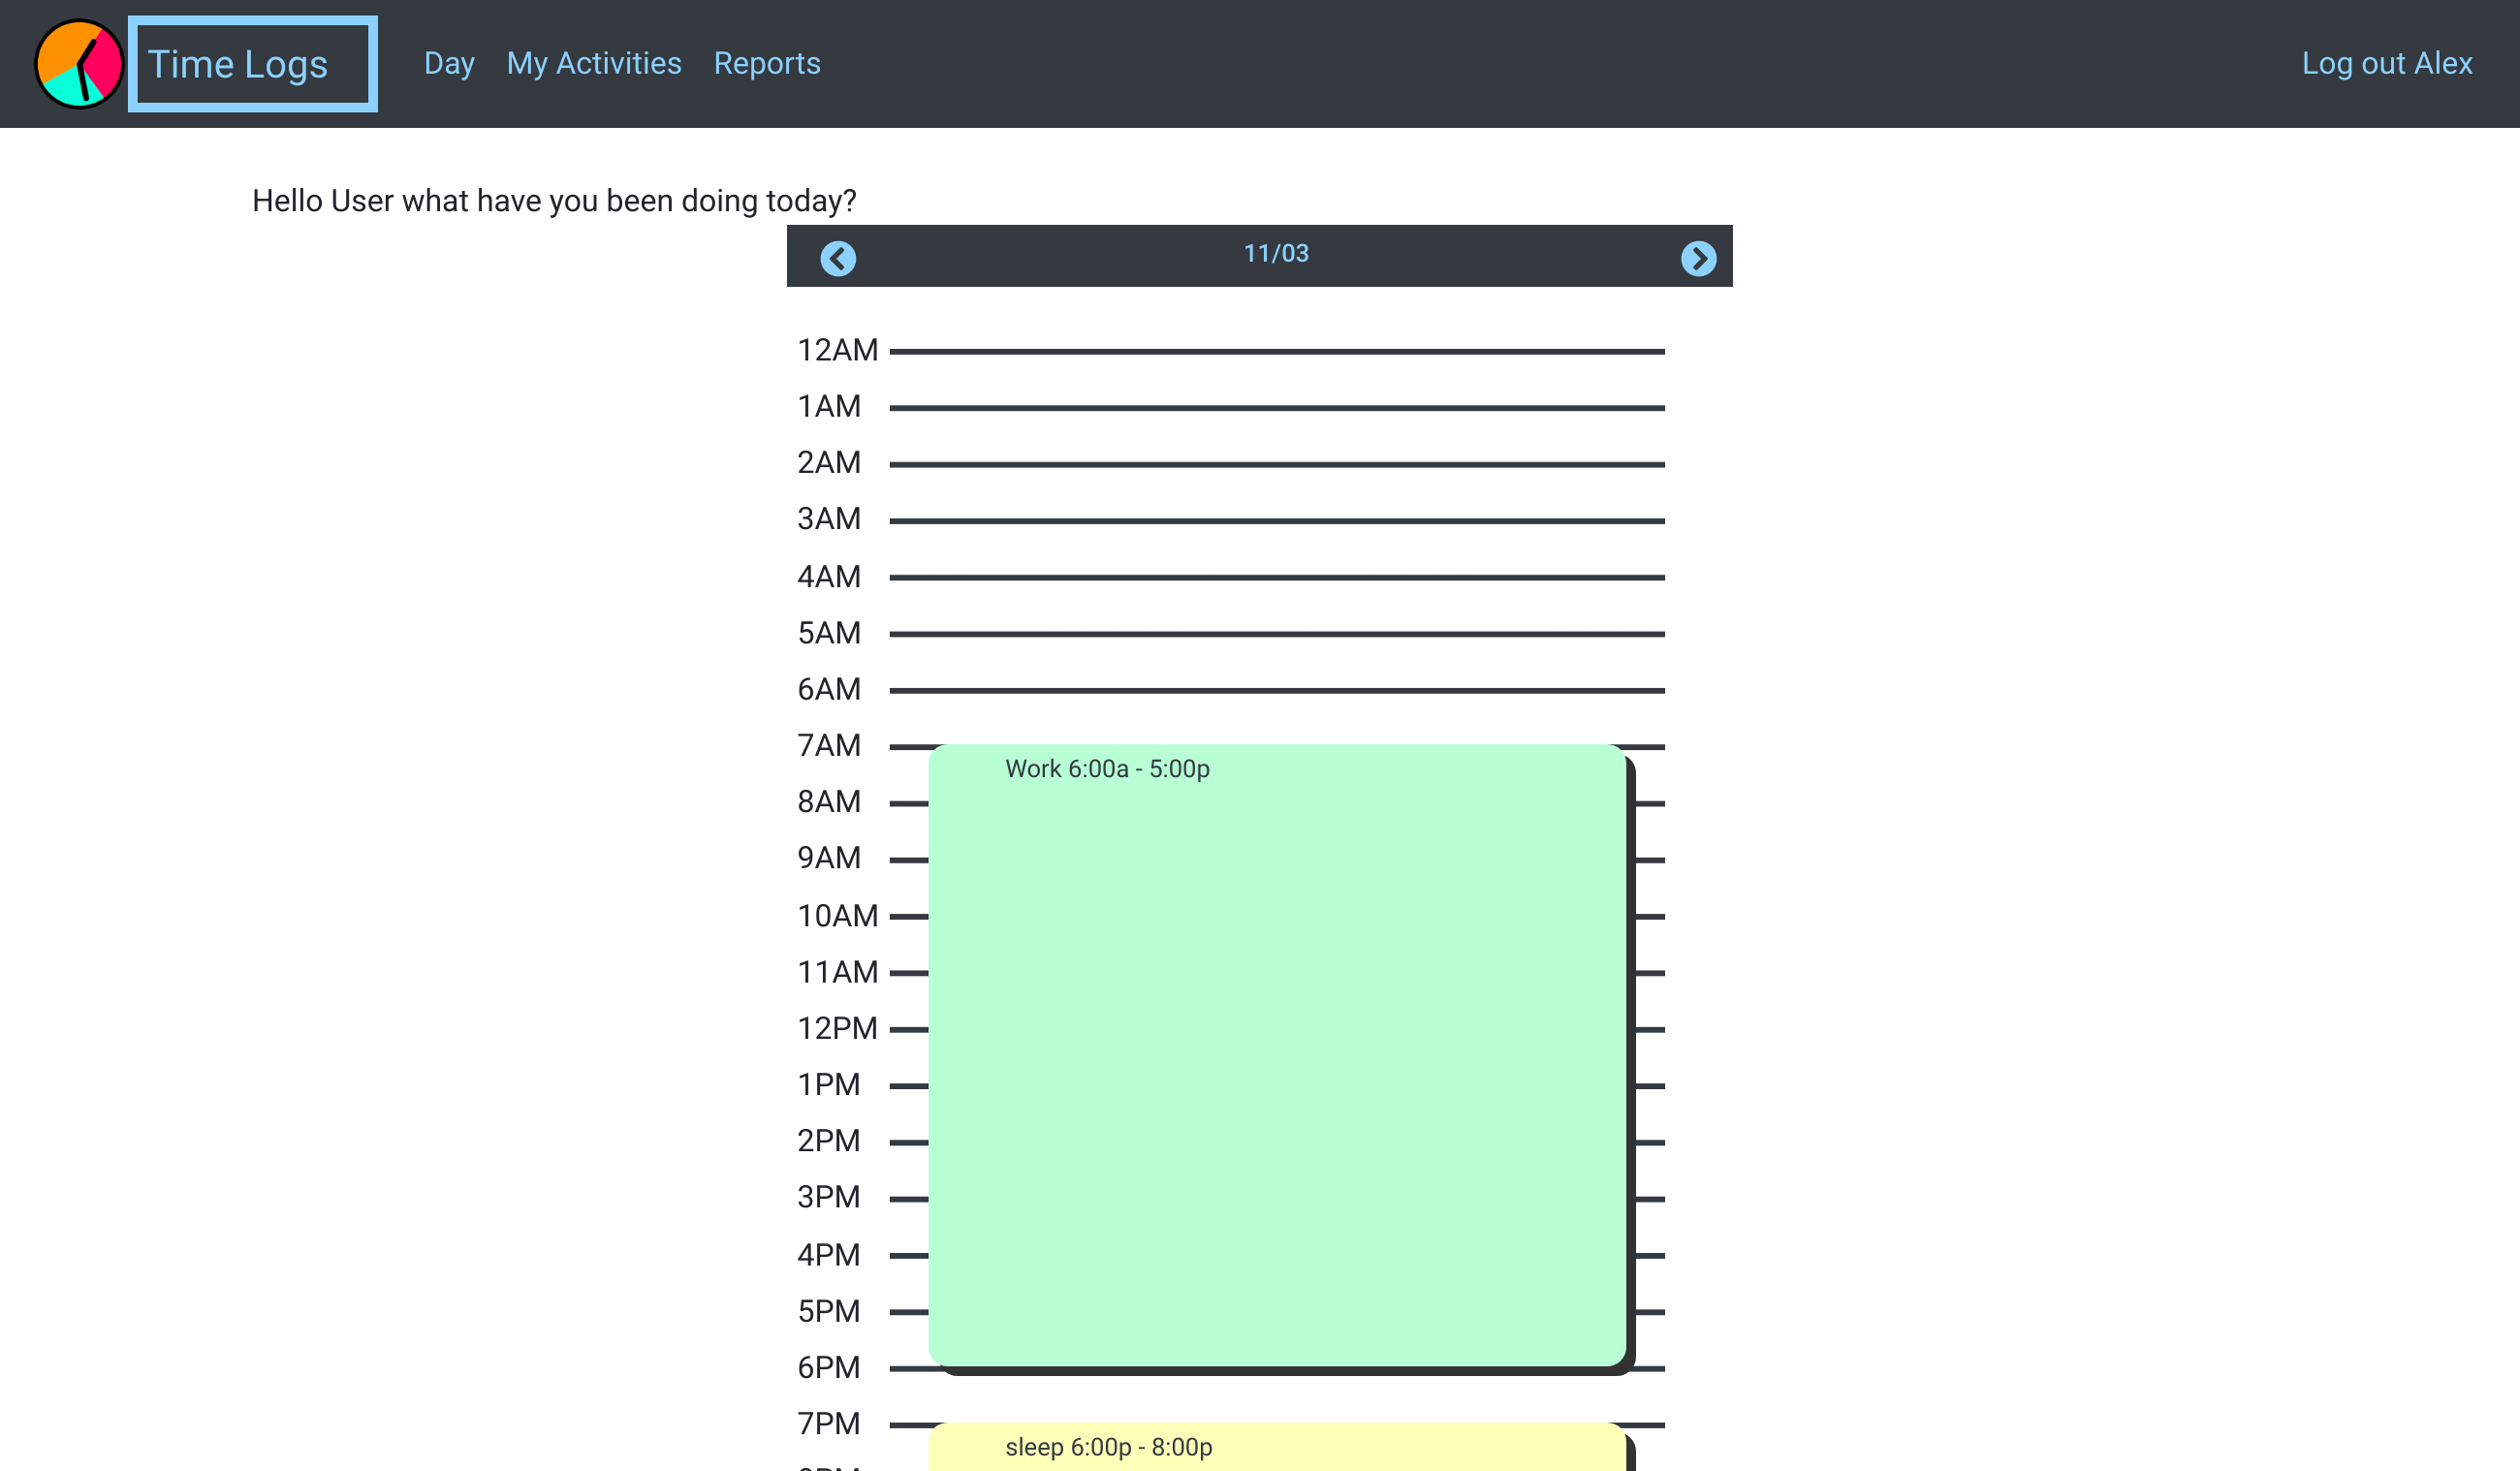 Time Logs
Day
My Activities
Reports
Log out Alex
Hello User what have you been doing today?
11/03
12AM
1AM
2AM
3AM
4AM
5AM
6AM
7AM
Work 6:00a - 5:00p
8AM
9AM
10AM
11AM
12PM
1PM
2PM
3PM
4PM
5PM
6PM
7PM
sleep 6:00p - 8:00p